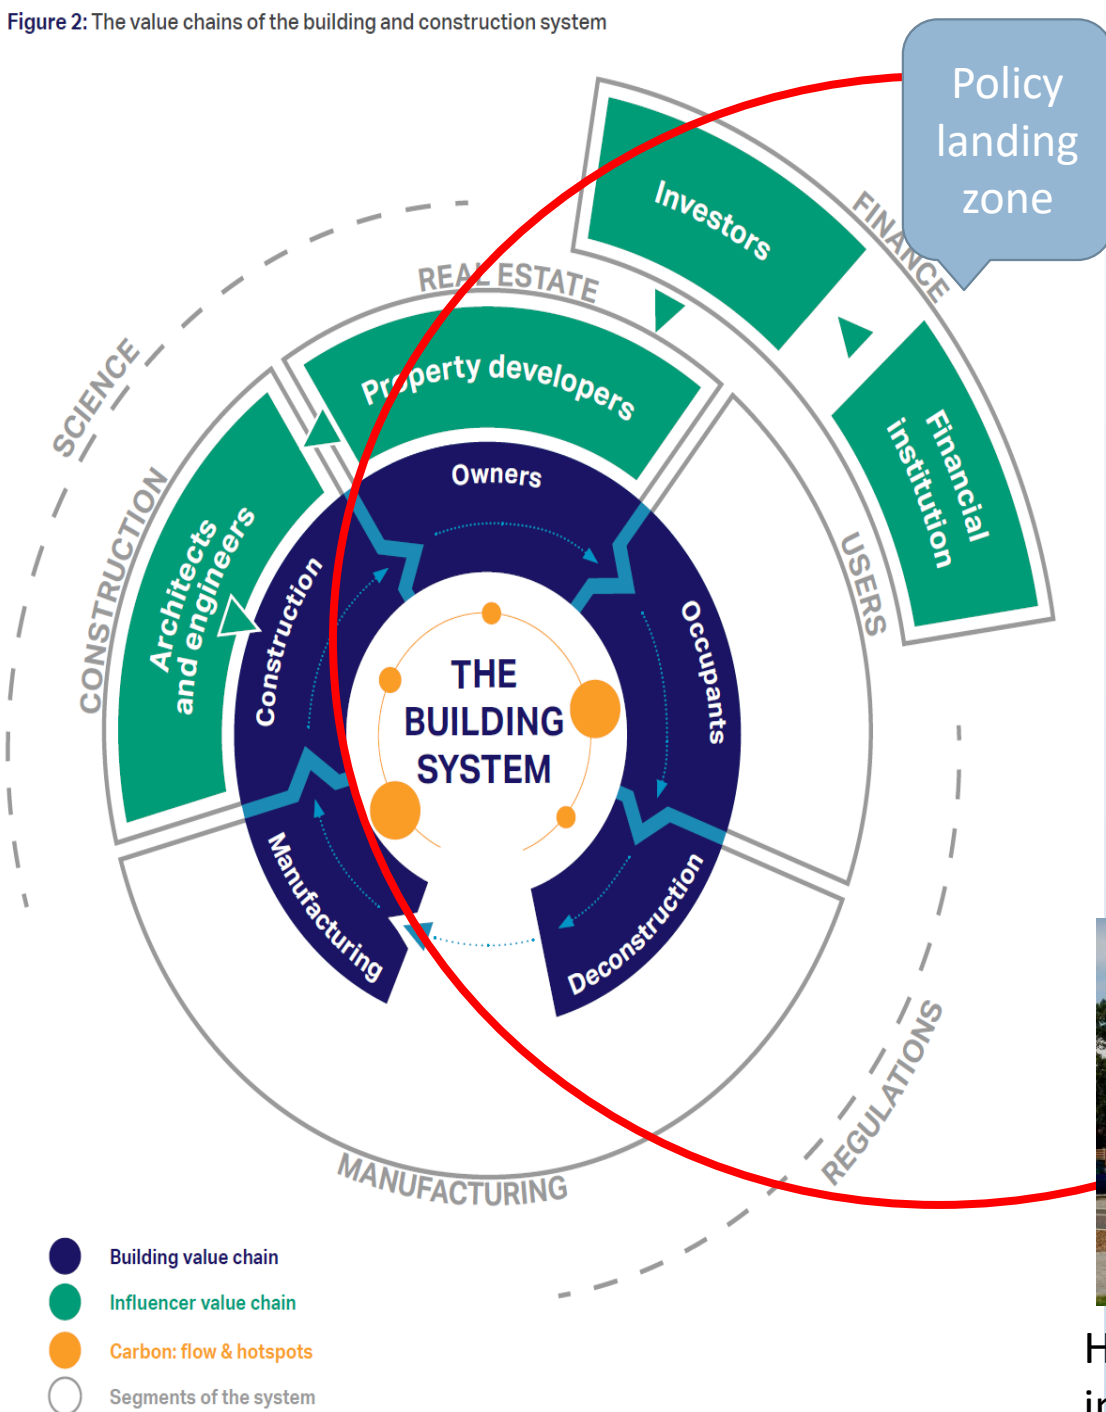 Figure 2: The value chains of the building and construction system
Policy
landing
zone
FINANCE
Investors
Financial
institution
REAL ESTATE
Property developers
SCIENCE
CONSTRUCTION
Architects
and engineers
USERS
Owners
Construction
Occupants
THE
BUILDING
SYSTEM
Manufacturing
Deconstruction
REGULATIONS
MANUFACTURING
Building value chain
Influencer value chain
Carbon: flow & hotspots
Segments of the system